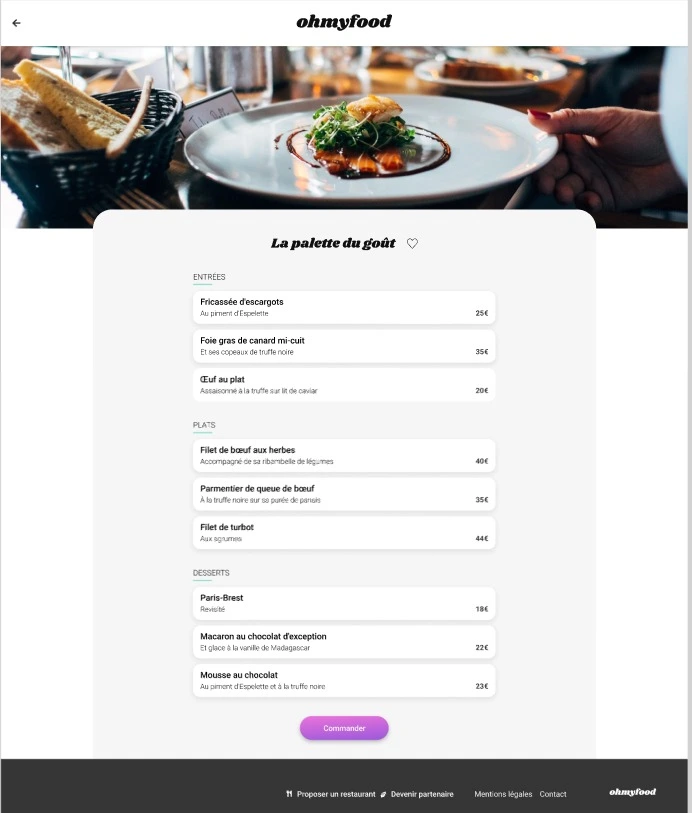 ohmyfood
La palette du goût
ENTRÉES
Fricassée d'escargots
Au piment d'Espelette
25€
Foie gras de canard mi-cuit
Et ses copeaux de truffe noire
35€
Œuf au plat
Assaisonné à la truffe sur lit de caviar
20€
PLATS
Filet de bœuf aux herbes
Accompagné de sa ribambelle de légumes
40€
Parmentier de queue de bœuf
À la truffe noire sur sa purée de panais
35€
Filet de turbot
Aux agrumes
44€
DESSERTS
Paris-Brest
Revisité
18€
Macaron au chocolat d'exception
Et glace à la vanille de Madagascar
22€
Mousse au chocolat
Au piment d'Espelette et à la truffe noire
23€
Commander
Proposer un restaurant Devenir partenaire Mentions légales Contact ohmyfood